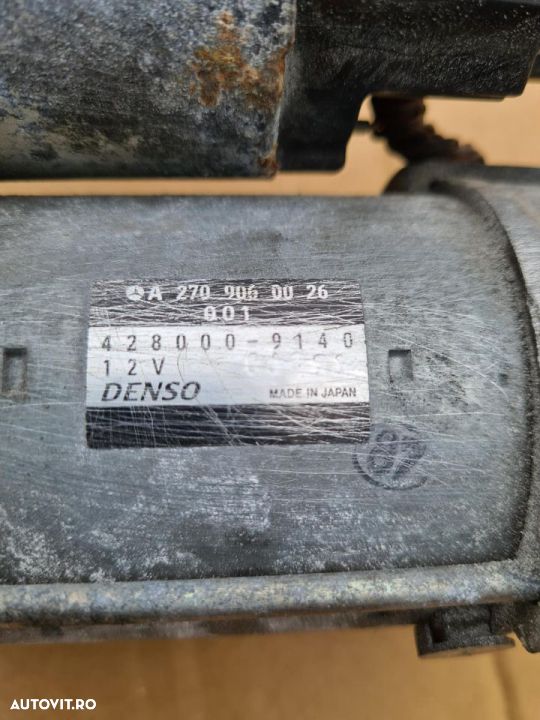 A 270 906 00 26
001
428000-9140
12V
DENSO MADE IN JAPAN
AUTOVIT.RO